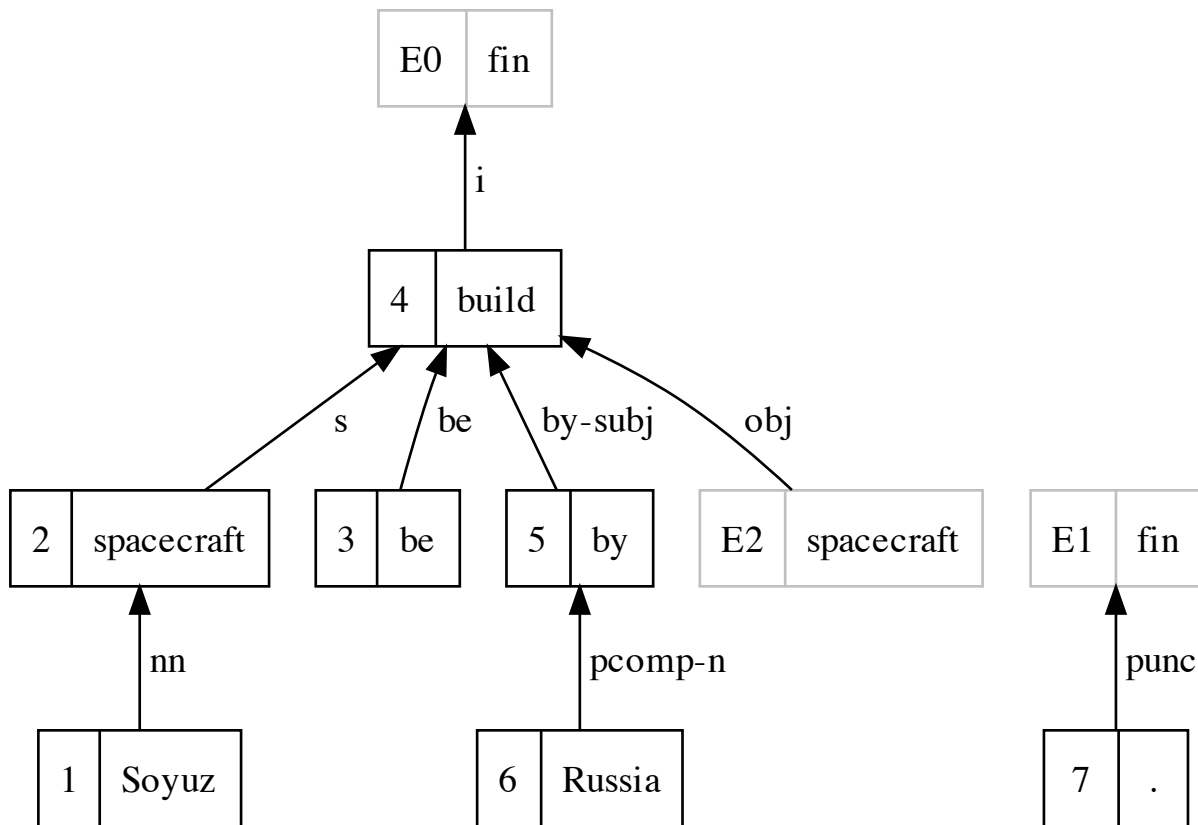 E0 fin
i
4 build
s be by-subj obj
2 spacecraft 3 be 5 by E2 spacecraft E1 fin
nn pcomp-n punc
1 Soyuz 6 Russia 7 .